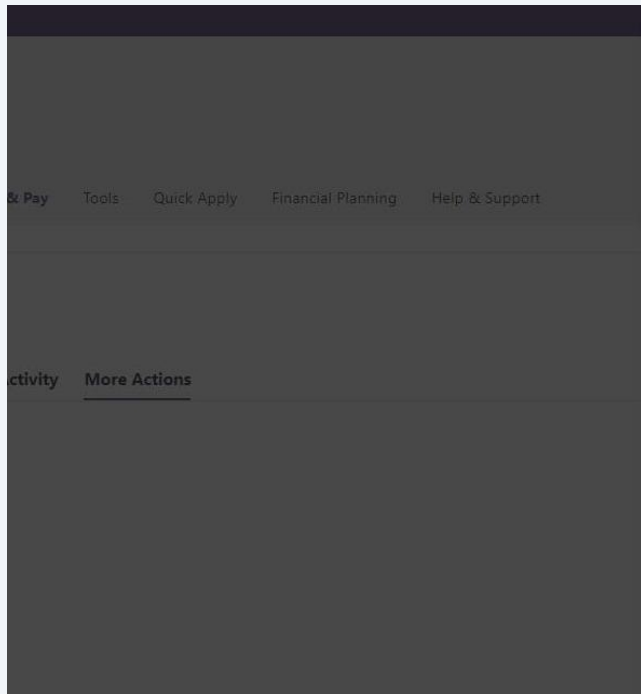 & Pay Tools Quick Apply Financial Planning Help & Support
ctivity More Actions